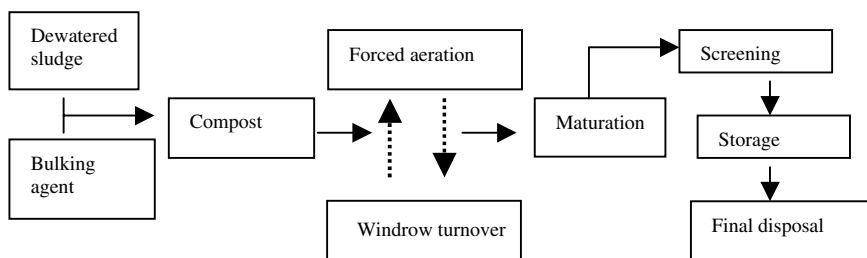 Dewatered
sludge
Bulking
agent
Compost
Forced aeration
Windrow turnover
Maturation
Screening
Storage
Final disposal